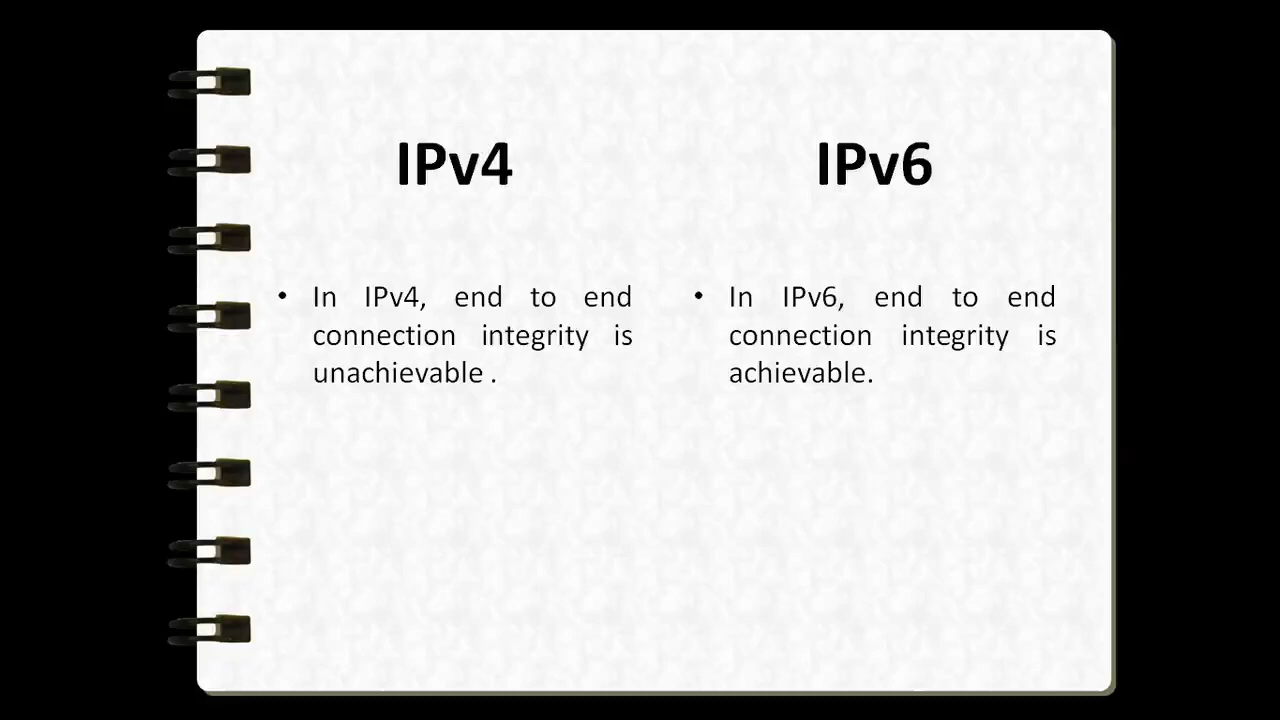 IPv4
• In IPv4, end to end
connection integrity is
unachievable .
IPv6
• In IPv6, end to end
connection integrity is
achievable.